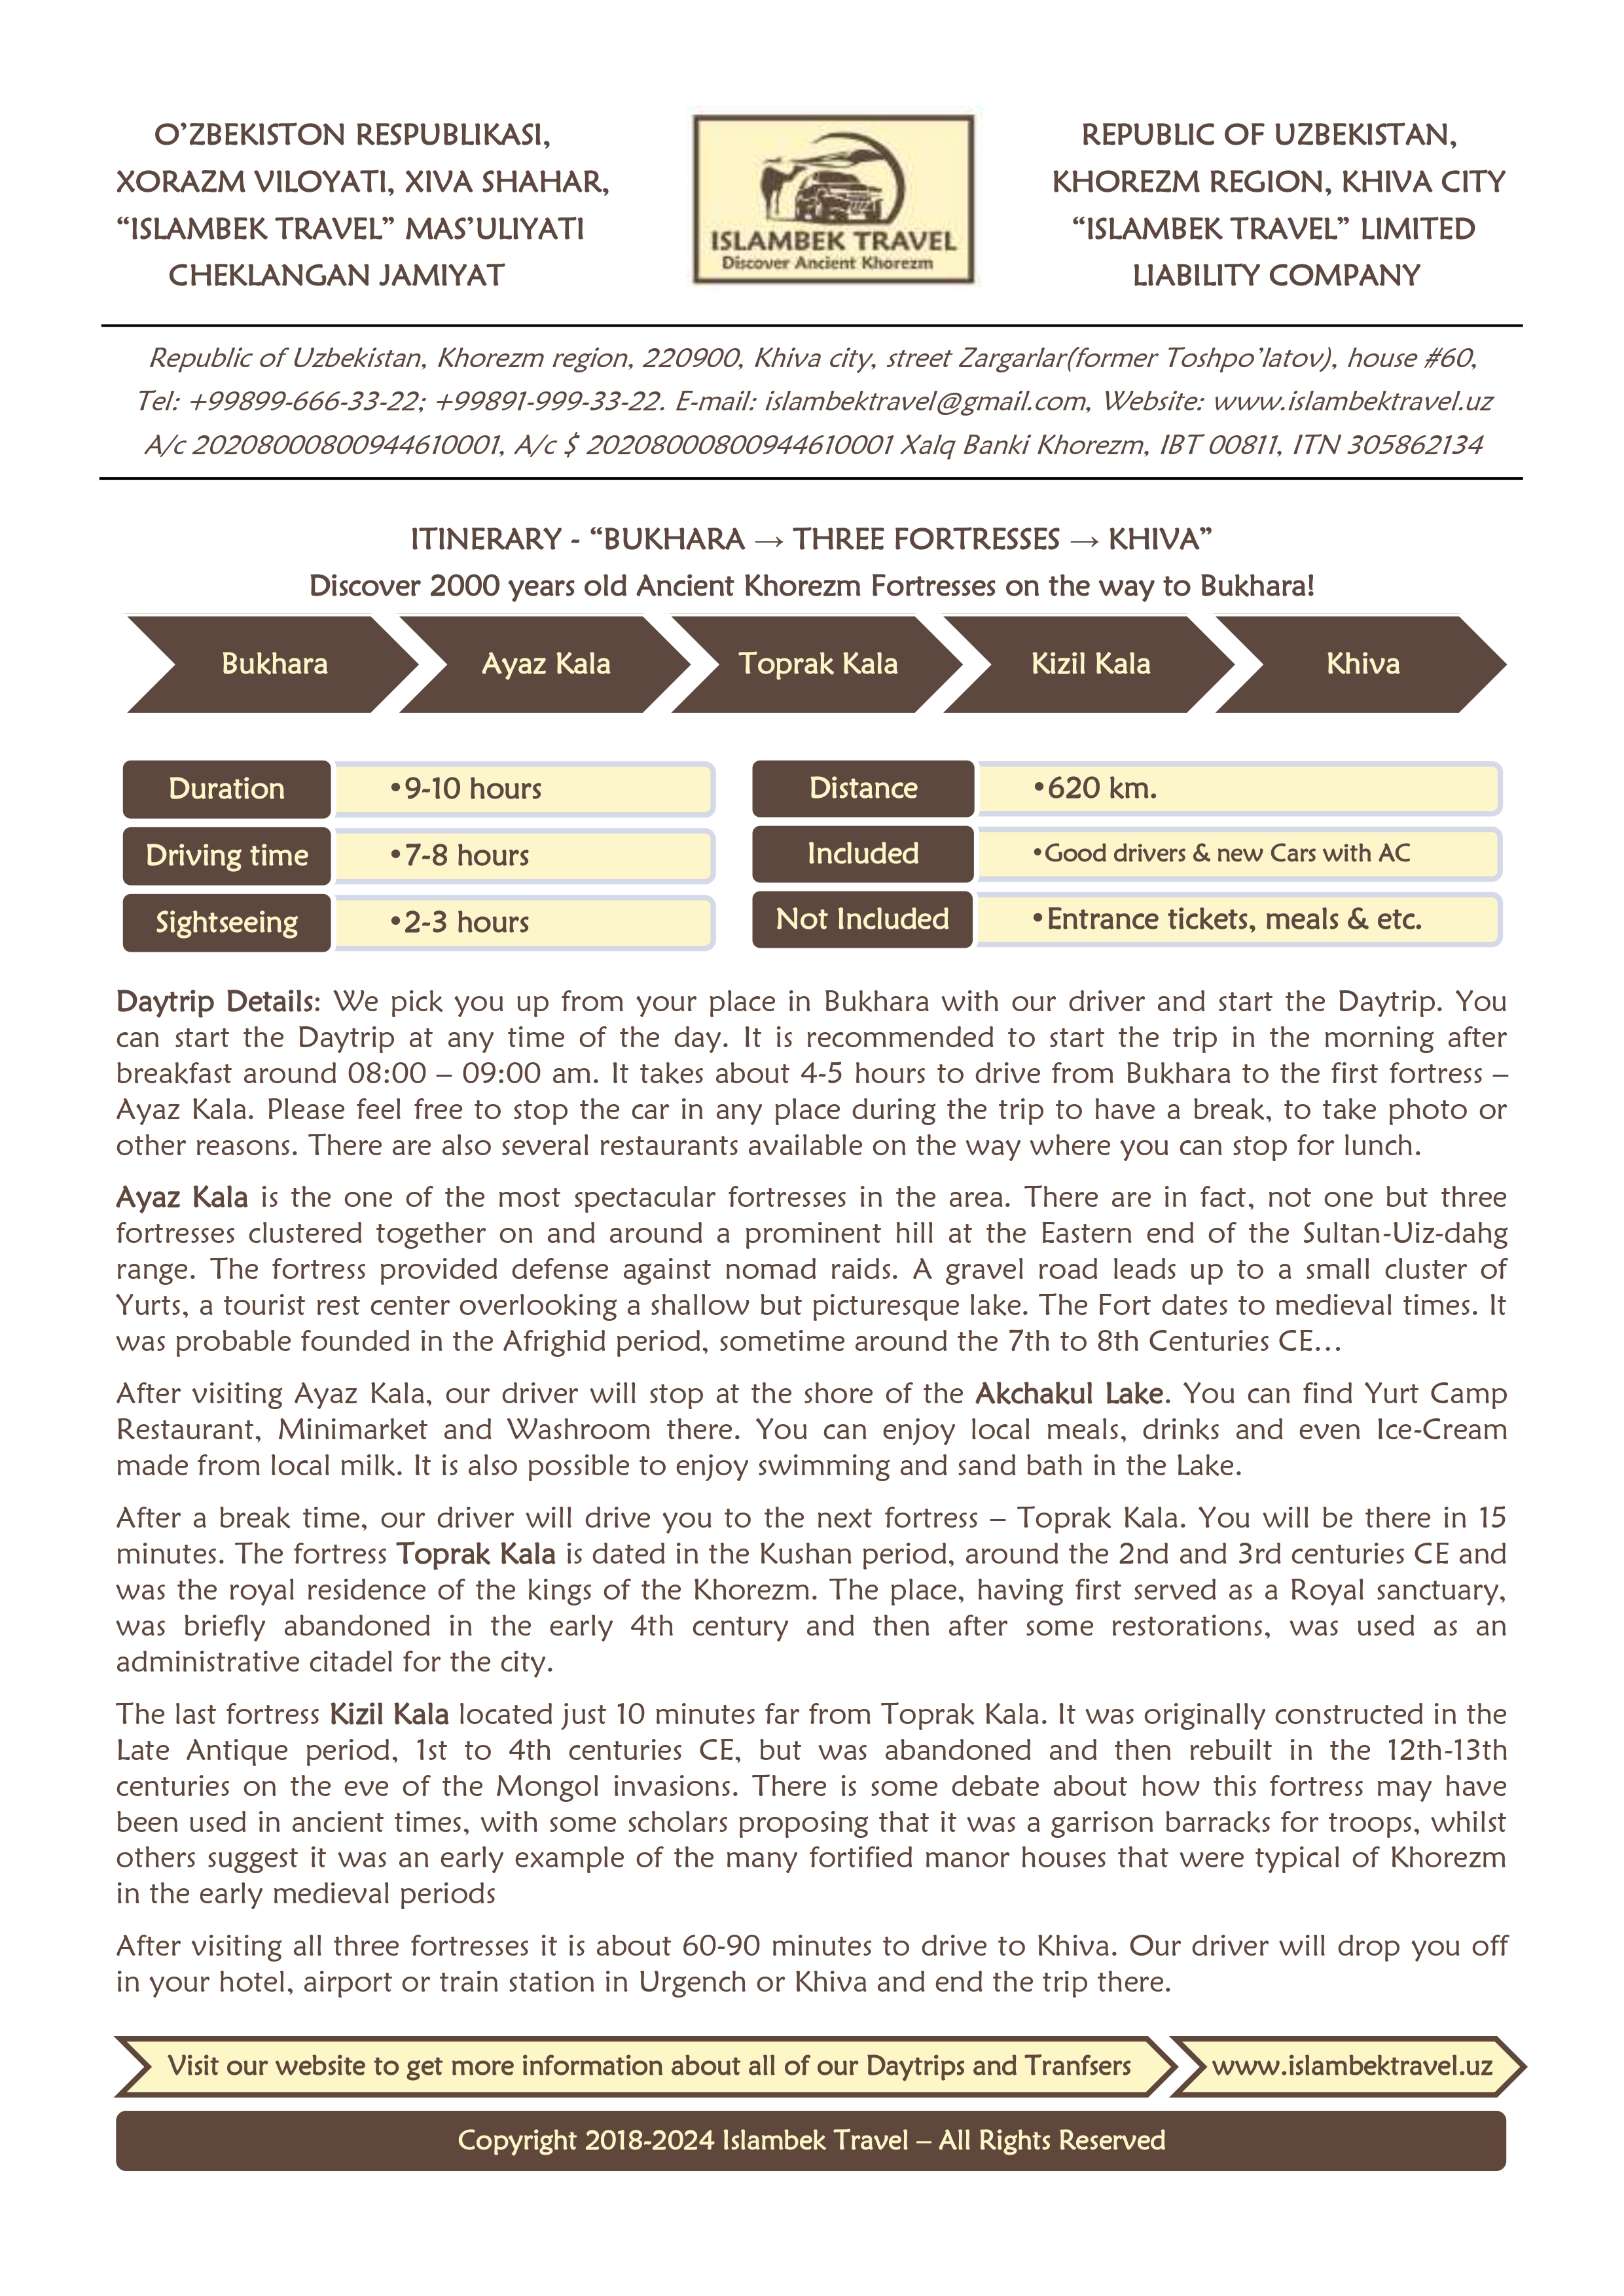 O’ZBEKISTON RESPUBLIKASI,
XORAZM VILOYATI, XIVA SHAHAR,
“ISLAMBEK TRAVEL” MAS’ULIYATI
CHEKLANGAN JAMIYAT
ISLAMBEK TRAVEL
Discover Ancient Khorezm
REPUBLIC OF UZBEKISTAN,
KHOREZM REGION, KHIVA CITY
“ISLAMBEK TRAVEL” LIMITED
LIABILITY COMPANY
Republic of Uzbekistan, Khorezm region, 220900, Khiva city, street Zargarlar(former Toshpo’latov), house #60,
Tel: +99899-666-33-22; +99891-999-33-22. E-mail: islambektravel@gmail.com, Website: www.islambektravel.uz
A/c 20208000800944610001, A/c $ 20208000800944610001 Xalq Banki Khorezm, IBT 00811, ITN 305862134
ITINERARY - “BUKHARA → THREE FORTRESSES → KHIVA”
Discover 2000 years old Ancient Khorezm Fortresses on the way to Bukhara!
Bukhara
Ayaz Kala
Toprak Kala
Kizil Kala
Khiva
Duration
•9-10 hours
Driving time
•7-8 hours
Sightseeing
•2-3 hours
Distance
•620 km.
Included
•Good drivers & new Cars with AC
Not Included
•Entrance tickets, meals & etc.
Daytrip Details: We pick you up from your place in Bukhara with our driver and start the Daytrip. You
can start the Daytrip at any time of the day. It is recommended to start the trip in the morning after
breakfast around 08:00 – 09:00 am. It takes about 4-5 hours to drive from Bukhara to the first fortress –
Ayaz Kala. Please feel free to stop the car in any place during the trip to have a break, to take photo or
other reasons. There are also several restaurants available on the way where you can stop for lunch.
Ayaz Kala is the one of the most spectacular fortresses in the area. There are in fact, not one but three
fortresses clustered together on and around a prominent hill at the Eastern end of the Sultan-Uiz-dahg
range. The fortress provided defense against nomad raids. A gravel road leads up to a small cluster of
Yurts, a tourist rest center overlooking a shallow but picturesque lake. The Fort dates to medieval times. It
was probable founded in the Afrighid period, sometime around the 7th to 8th Centuries CE…
After visiting Ayaz Kala, our driver will stop at the shore of the Akchakul Lake. You can find Yurt Camp
Restaurant, Minimarket and Washroom there. You can enjoy local meals, drinks and even Ice-Cream
made from local milk. It is also possible to enjoy swimming and sand bath in the Lake.
After a break time, our driver will drive you to the next fortress – Toprak Kala. You will be there in 15
minutes. The fortress Toprak Kala is dated in the Kushan period, around the 2nd and 3rd centuries CE and
was the royal residence of the kings of the Khorezm. The place, having first served as a Royal sanctuary,
was briefly abandoned in the early 4th century and then after some restorations, was used as an
administrative citadel for the city.
The last fortress Kizil Kala located just 10 minutes far from Toprak Kala. It was originally constructed in the
Late Antique period, 1st to 4th centuries CE, but was abandoned and then rebuilt in the 12th-13th
centuries on the eve of the Mongol invasions. There is some debate about how this fortress may have
been used in ancient times, with some scholars proposing that it was a garrison barracks for troops, whilst
others suggest it was an early example of the many fortified manor houses that were typical of Khorezm
in the early medieval periods
After visiting all three fortresses it is about 60-90 minutes to drive to Khiva. Our driver will drop you off
in your hotel, airport or train station in Urgench or Khiva and end the trip there.
Visit our website to get more information about all of our Daytrips and Tranfsers
www.islambektravel.uz
Copyright 2018-2024 Islambek Travel – All Rights Reserved